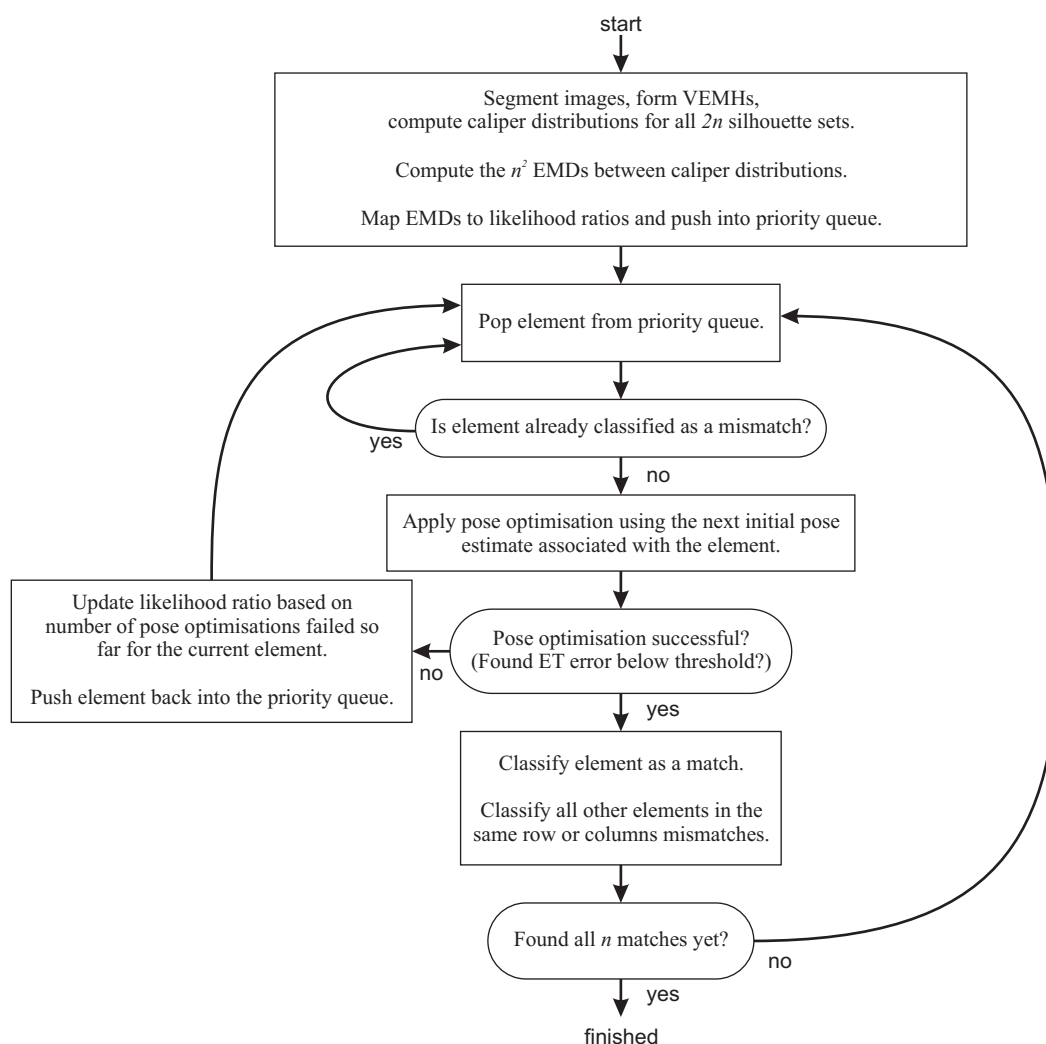 start
Segment images, form VEMHs,
compute caliper distributions for all 2n silhouette sets.
Compute the n² EMDs between caliper distributions.
Map EMDs to likelihood ratios and push into priority queue.
Pop element from priority queue.
Is element already classified as a mismatch?
yes
no
Apply pose optimisation using the next initial pose
estimate associated with the element.
Update likelihood ratio based on
number of pose optimisations failed so
far for the current element.
Push element back into the priority queue.
Pose optimisation successful?
(Found ET error below threshold?)
no
yes
Classify element as a match.
Classify all other elements in the
same row or columns mismatches.
Found all n matches yet?
no
yes
finished